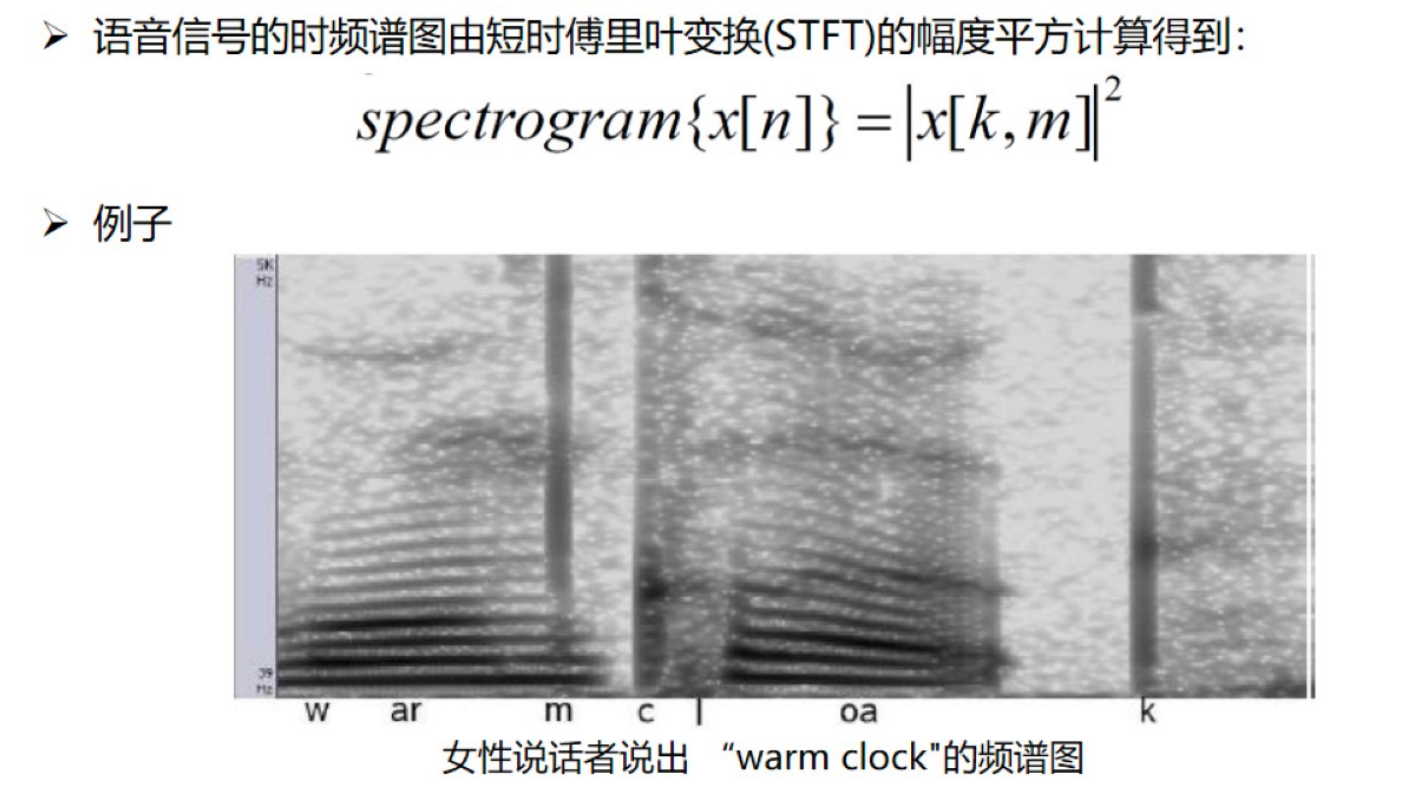 ➢ 语音信号的时频谱图由短时傅里叶变换(STFT)的幅度平方计算得到：
spectrogram{x[n]} = |x[k,m]|²
➢ 例子
5K
Hz
39
Hz
w ar m c l oa k
女性说话者说出 “warm clock"的频谱图